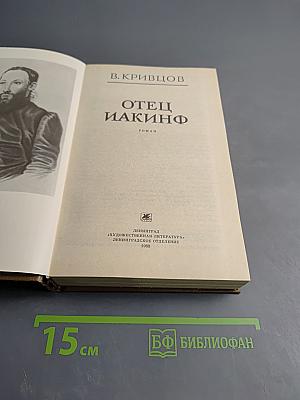 В. КРИВЦОВ
ОТЕЦ
ИАКИНФ
РОМАН
ЛЕНИНГРАД
«ХУДОЖЕСТВЕННАЯ ЛИТЕРАТУРА»
ЛЕНИНГРАДСКОЕ ОТДЕЛЕНИЕ
15 см
БФ БИБЛИОФАН